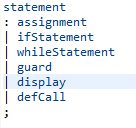 statement
: assignment
| ifStatement
| whileStatement
| guard
| display
| defCall
;